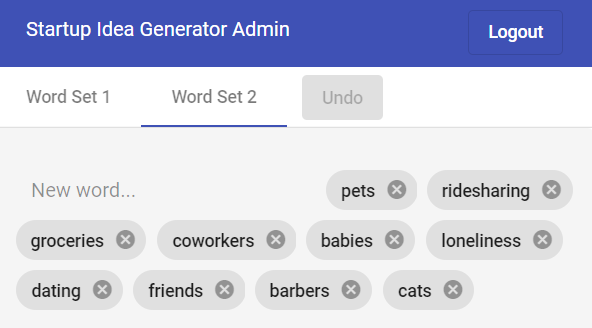 Startup Idea Generator Admin Logout
Word Set 1 Word Set 2 Undo
New word... pets ridesharing
groceries coworkers babies loneliness
dating friends barbers cats